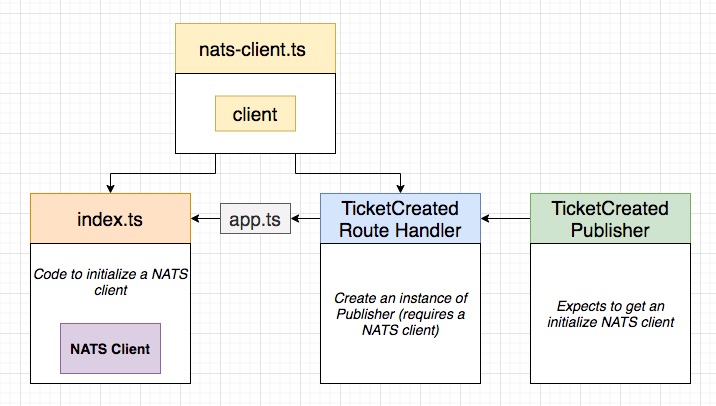 nats-client.ts
client
index.ts
app.ts
TicketCreated
Route Handler
TicketCreated
Publisher
Code to initialize a NATS
client
NATS Client
Create an instance of
Publisher (requires a
NATS client)
Expects to get an
initialize NATS client